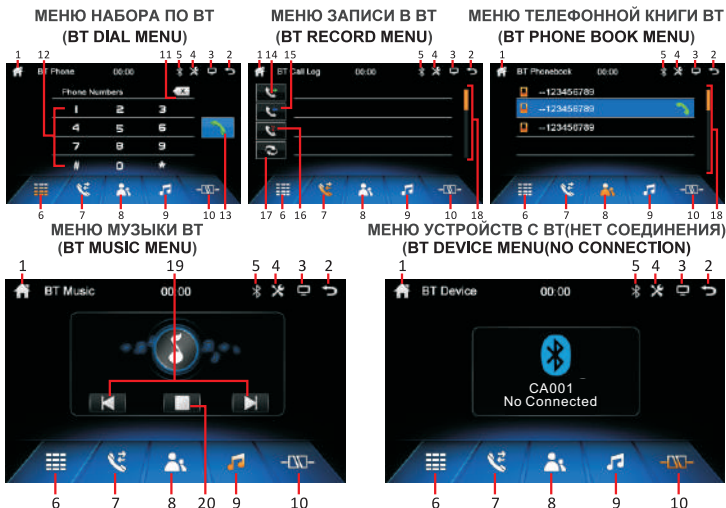 МЕНЮ НАБОРА ПО ВТ
(BT DIAL MENU)
1 12 11 5 4 3 2
BT Phone 00:00
Phone Numbers
1 2 3
4 5 6
7 8 9
# 0 *
6 7 8 9 10 13
МЕНЮ ЗАПИСИ В ВТ
(BT RECORD MENU)
1 14 15 5 4 3 2
BT Call Log 00:00
17 6 16 7 8 9 10 18
МЕНЮ ТЕЛЕФОННОЙ КНИГИ ВТ
(BT PHONE BOOK MENU)
1 5 4 3 2
BT Phonebook 00:00
--123456789
--123456789
--123456789
6 7 8 9 10 18
МЕНЮ МУЗЫКИ ВТ
(BT MUSIC MENU)
1 19 5 4 3 2
BT Music 00:00
6 7 8 20 9 10
МЕНЮ УСТРОЙСТВ С ВТ(НЕТ СОЕДИНЕНИЯ)
(BT DEVICE MENU(NO CONNECTION)
1 5 4 3 2
BT Device 00:00
CA001
No Connected
6 7 8 9 10